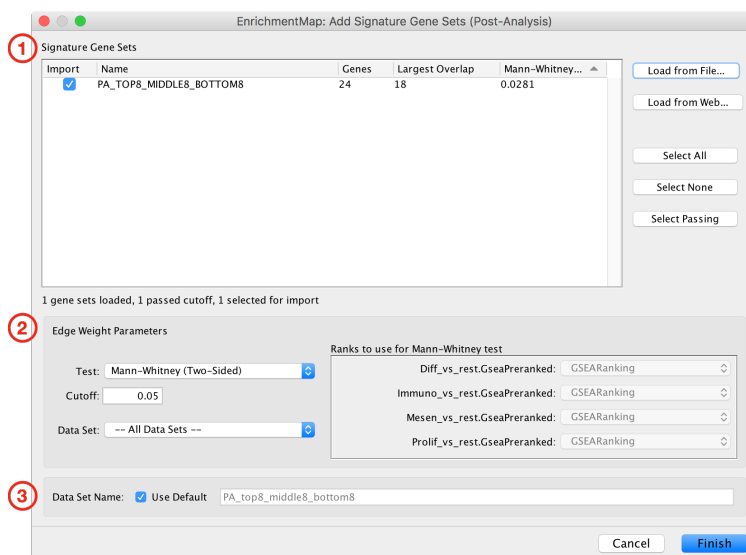 EnrichmentMap: Add Signature Gene Sets (Post-Analysis)
1 Signature Gene Sets
Import Name Genes Largest Overlap Mann-Whitney...
PA_TOP8_MIDDLE8_BOTTOM8 24 18 0.0281
Load from File...
Load from Web...
Select All
Select None
Select Passing
1 gene sets loaded, 1 passed cutoff, 1 selected for import
2 Edge Weight Parameters
Test: Mann-Whitney (Two-Sided)
Cutoff: 0.05
Data Set: -- All Data Sets --
Ranks to use for Mann-Whitney test
Diff_vs_rest.GseaPreranked: GSEARanking
Immuno_vs_rest.GseaPreranked: GSEARanking
Mesen_vs_rest.GseaPreranked: GSEARanking
Prolif_vs_rest.GseaPreranked: GSEARanking
3 Data Set Name: Use Default PA_top8_middle8_bottom8
Cancel Finish